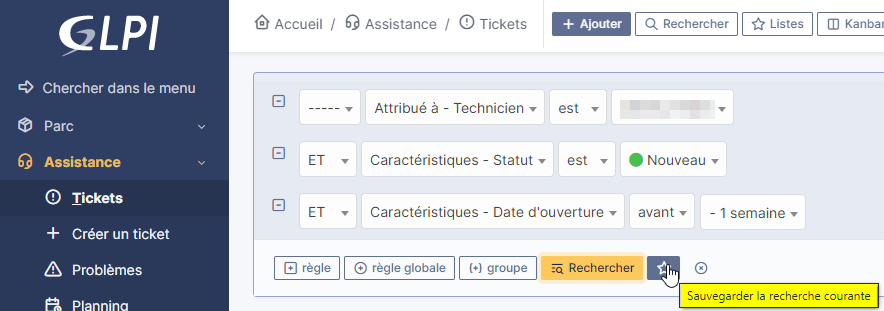 GLPI
Accueil / Assistance / Tickets
+ Ajouter Rechercher Listes Kanba
Chercher dans le menu
Parc
Assistance
Tickets
Créer un ticket
Problèmes
Planning
----- Attribué à - Technicien est
ET Caractéristiques - Statut est Nouveau
ET Caractéristiques - Date d'ouverture avant - 1 semaine
règle règle globale (+) groupe Rechercher
Sauvegarder la recherche courante